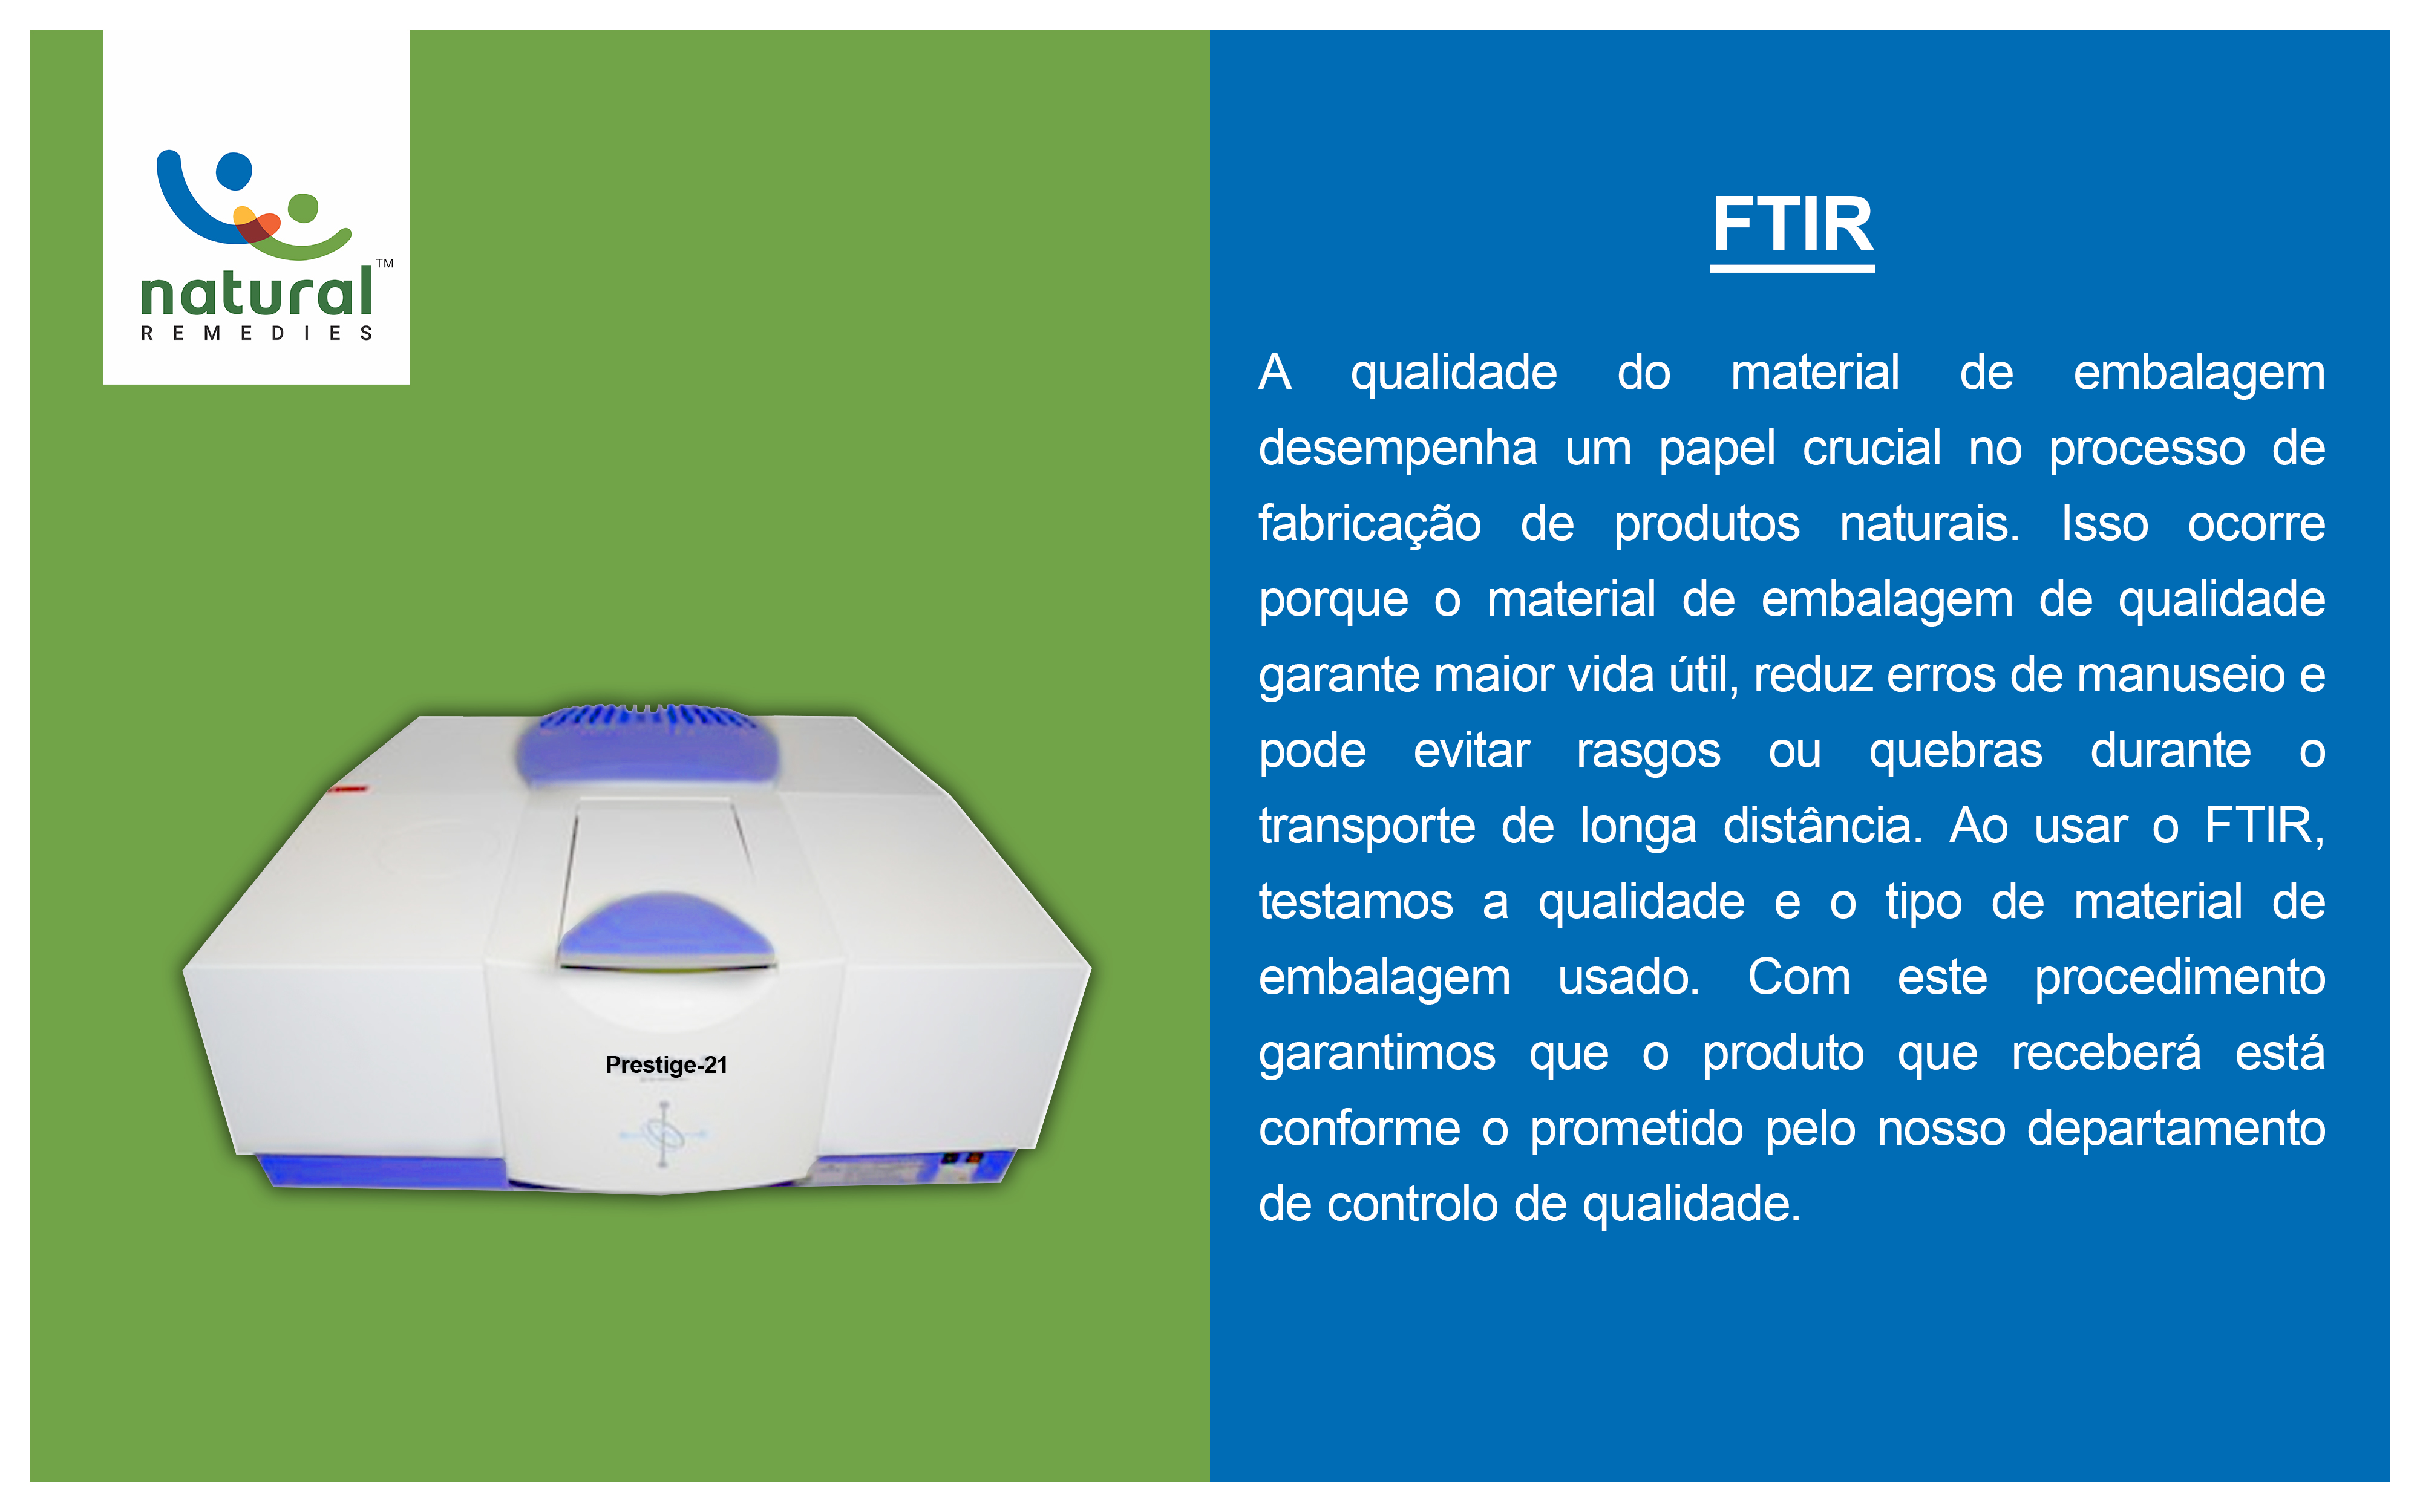 natural™
REMEDIES
Prestige-21
FTIR
A qualidade do material de embalagem
desempenha um papel crucial no processo de
fabricação de produtos naturais. Isso ocorre
porque o material de embalagem de qualidade
garante maior vida útil, reduz erros de manuseio e
pode evitar rasgos ou quebras durante o
transporte de longa distância. Ao usar o FTIR,
testamos a qualidade e o tipo de material de
embalagem usado. Com este procedimento
garantimos que o produto que receberá está
conforme o prometido pelo nosso departamento
de controlo de qualidade.